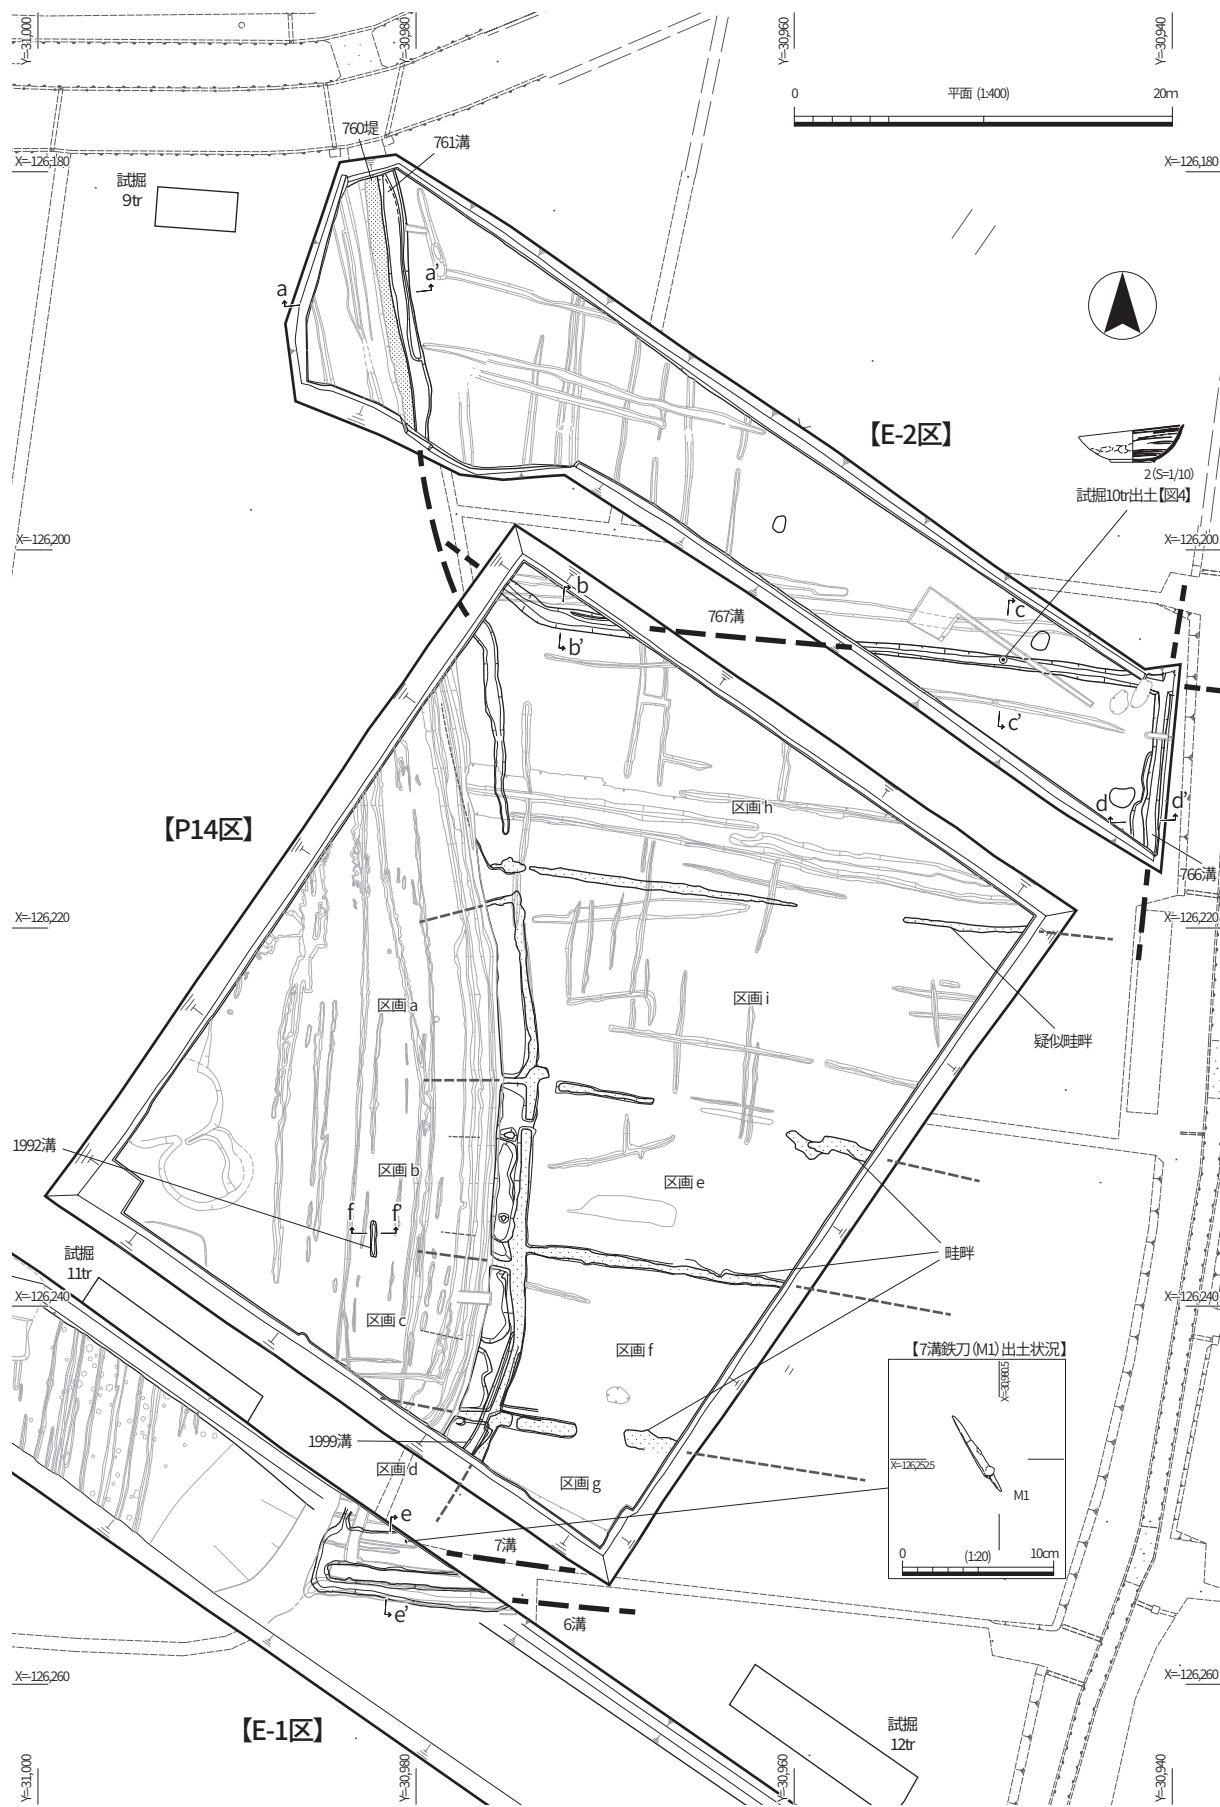 Y=-31,000
Y=-30,980
Y=-30,960
Y=-30,940
0
平面 (1:400)
20m
760堤
761溝
X=-126,180
X=-126,180
試掘
9tr
a
a'
【E-2区】
2 (S=1/10)
試掘10tr出土【図4】
X=-126,200
X=-126,200
b
b'
767溝
c
c'
【P14区】
区画 h
d
d'
766溝
X=-126,220
X=-126,220
区画 a
区画 i
疑似畦畔
1992溝
区画 b
区画 e
f
f'
試掘
11tr
畦畔
X=-126,240
X=-126,240
区画 c
区画 f
【7溝鉄刀 (M1) 出土状況】
X=-30,980.5
X=-126,252.5
M1
0
(1:20)
10cm
1999溝
区画 d
区画 g
e
e'
7溝
6溝
X=-126,260
X=-126,260
【E-1区】
試掘
12tr
Y=-31,000
Y=-30,980
Y=-30,960
Y=-30,940